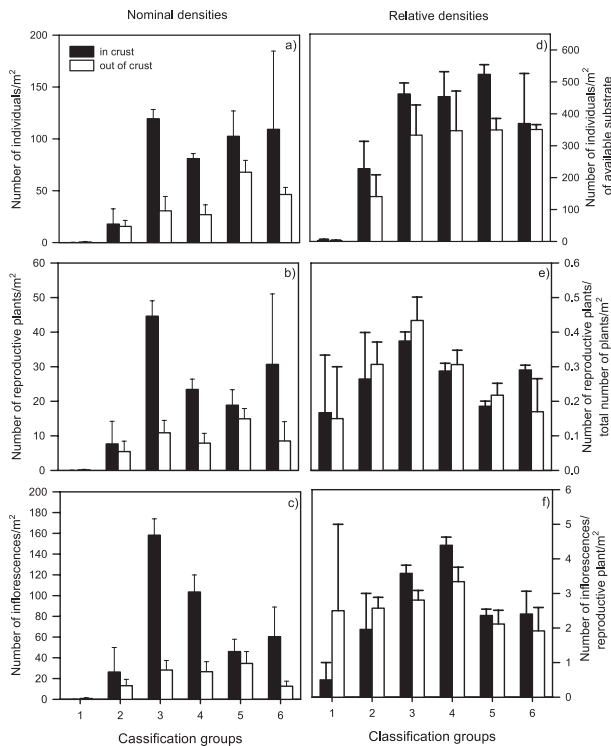 Nominal densities
Relative densities
a)
in crust
out of crust
200
150
100
50
0
Number of individuals/m²
d)
600
500
400
300
200
100
0
Number of individuals/m²
of available substrate
b)
60
50
40
30
20
10
0
Number of reproductive plants/m²
e)
0.6
0.5
0.4
0.3
0.2
0.1
0.0
Number of reproductive plants/
total number of plants/m²
c)
200
180
160
140
120
100
80
60
40
20
0
Number of inflorescences/m²
f)
6
5
4
3
2
1
0
Number of inflorescences/
reproductive plant/m²
1 2 3 4 5 6
1 2 3 4 5 6
Cassification groups
Classification groups